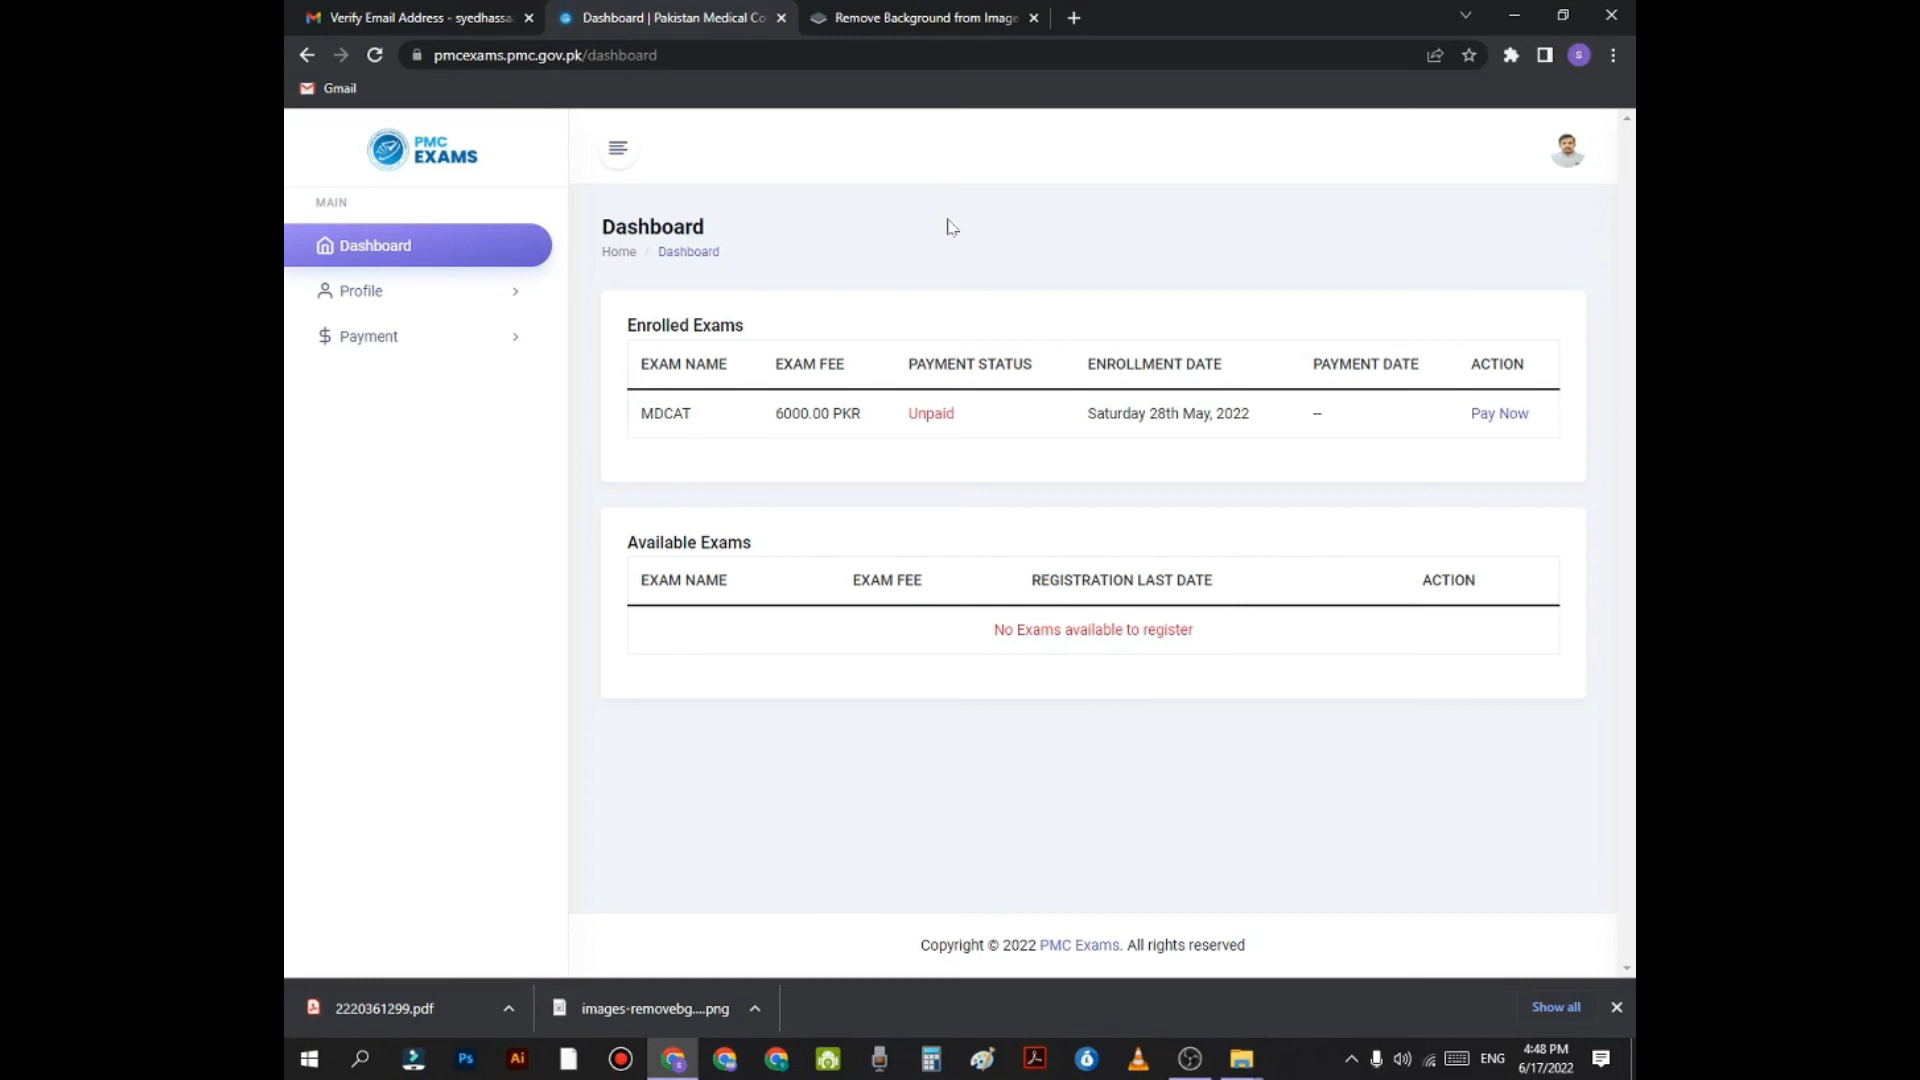 Verify Email Address - syedhassa
Dashboard | Pakistan Medical Co
Remove Background from Image
pmcexams.pmc.gov.pk/dashboard
S
Gmail
PMC
EXAMS
MAIN
Dashboard
Profile
Payment
Dashboard
Home / Dashboard
Enrolled Exams
EXAM NAME EXAM FEE PAYMENT STATUS ENROLLMENT DATE PAYMENT DATE ACTION
MDCAT 6000.00 PKR Unpaid Saturday 28th May, 2022 -- Pay Now
Available Exams
EXAM NAME EXAM FEE REGISTRATION LAST DATE ACTION
No Exams available to register
Copyright © 2022 PMC Exams. All rights reserved
2220361299.pdf
images-removebg....png
Show all
Ps
Ai
ENG
4:48 PM
6/17/2022